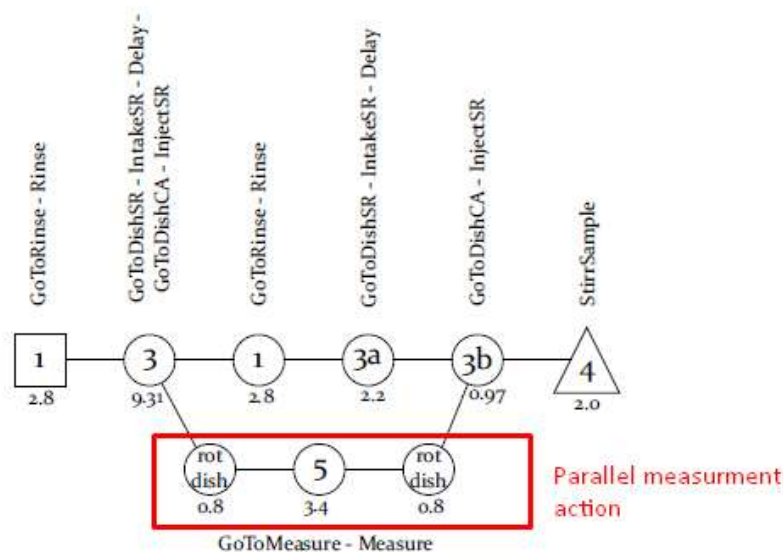 GoToRinse - Rinse
GoToDishSR - IntakeSR - Delay -
GoToDishCA - InjectSR
GoToRinse - Rinse
GoToDishSR - IntakeSR - Delay
GoToDishCA - InjectSR
StirrSample
1
3
1
3a
3b
4
2.8
9.31
2.8
2.2
0.97
2.0
rot
dish
5
rot
dish
0.8
3.4
0.8
Parallel measurment
action
GoToMeasure - Measure